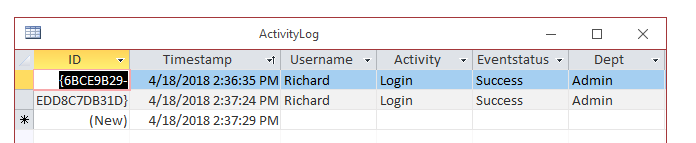 ActivityLog
ID Timestamp Username Activity Eventstatus Dept
{6BCE9B29- 4/18/2018 2:36:35 PM Richard Login Success Admin
EDD8C7DB31D} 4/18/2018 2:37:24 PM Richard Login Success Admin
* (New) 4/18/2018 2:37:29 PM